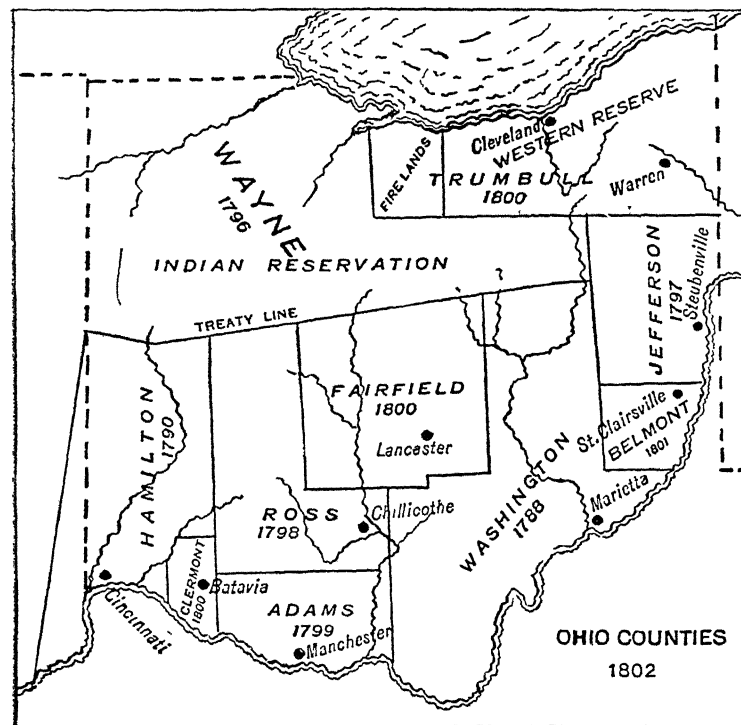 Cleveland
WESTERN RESERVE
FIRE LANDS
TRUMBULL
1800
Warren
WAYNE
1796
INDIAN RESERVATION
TREATY LINE
JEFFERSON
1797
Steubenville
HAMILTON
1790
FAIRFIELD
1800
Lancaster
St. Clairsville
BELMONT
1801
WASHINGTON
1788
Marietta
ROSS
1798
Chillicothe
CLERMONT
1800
Batavia
Cincinnati
ADAMS
1799
Manchester
OHIO COUNTIES
1802